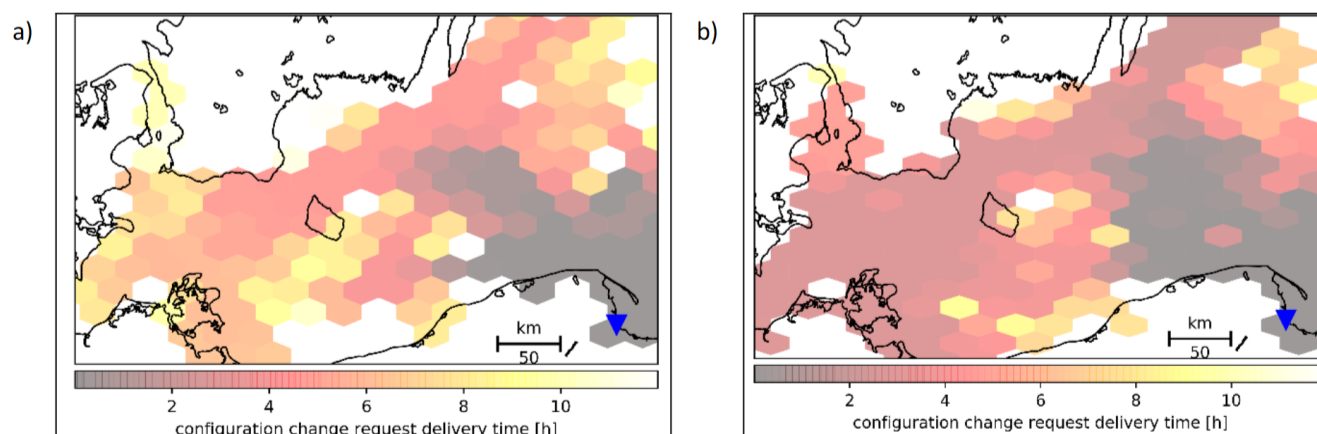 a)
km
50
2 4 6 8 10
configuration change request delivery time [h]
b)
km
50
2 4 6 8 10
configuration change request delivery time [h]